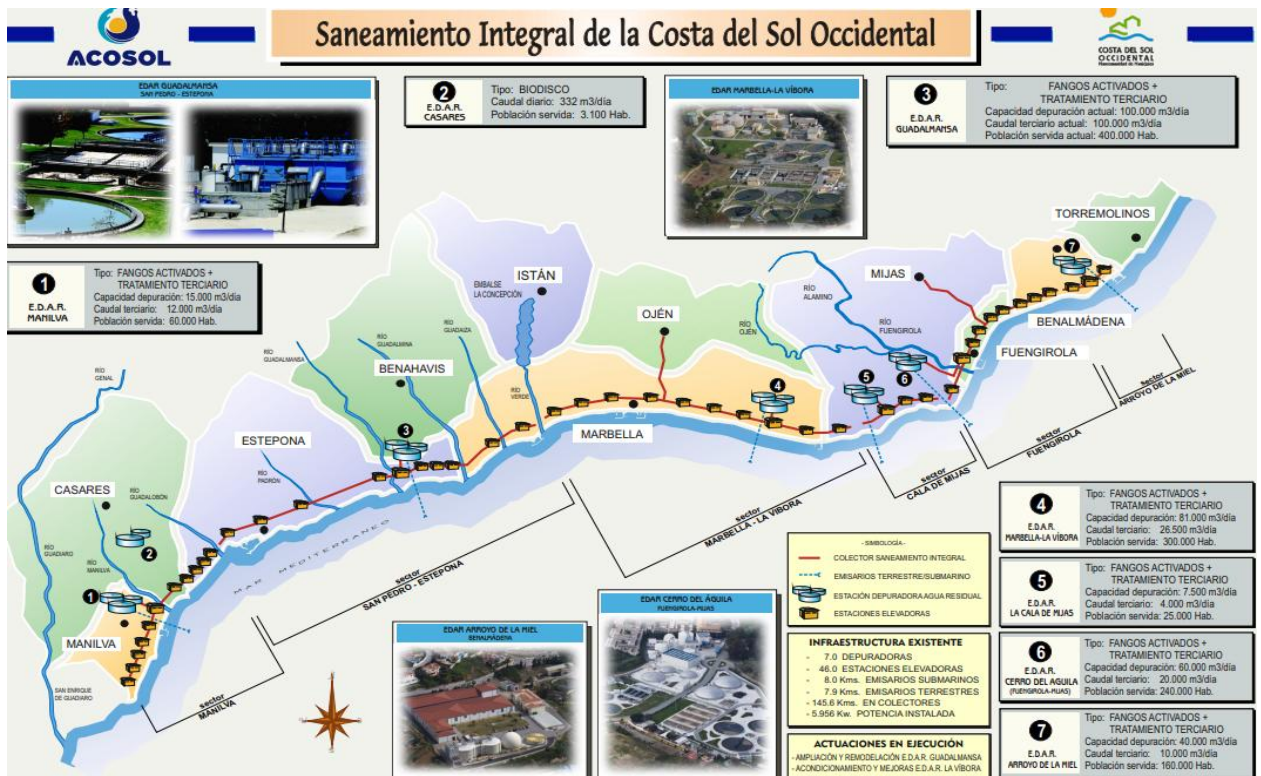 ACOSOL
Saneamiento Integral de la Costa del Sol Occidental
COSTA DEL SOL
OCCIDENTAL
Mancomunidad de Municipios
EDAR GUADALMANSA
SAN PEDRO - ESTEPONA
2
E.D.A.R.
CASARES
Tipo: BIODISCO
Caudal diario: 332 m3/día
Población servida: 3.100 Hab.
EDAR MARBELLA-LA VÍBORA
3
E.D.A.R.
GUADALMANSA
Tipo: FANGOS ACTIVADOS +
TRATAMIENTO TERCIARIO
Capacidad depuración actual: 100.000 m3/día
Caudal terciario actual: 100.000 m3/día
Población servida actual: 400.000 Hab.
1
E.D.A.R.
MANILVA
Tipo: FANGOS ACTIVADOS +
TRATAMIENTO TERCIARIO
Capacidad depuración: 15.000 m3/día
Caudal terciario: 12.000 m3/día
Población servida: 60.000 Hab.
TORREMOLINOS
7
MIJAS
ISTÁN
EMBALSE
LA CONCEPCIÓN
RÍO
ALAMINO
OJÉN
RÍO
OJÉN
RÍO
FUENGIROLA
BENALMÁDENA
FUENGIROLA
RÍO
GUADAIZA
RÍO
GUADALMINA
RÍO
GUADALMANSA
BENAHAVIS
RÍO
GENAL
RÍO
VERDE
4
5
6
MARBELLA
3
ESTEPONA
RÍO
PADRÓN
CASARES
RÍO
GUADALOBÓN
2
RÍO
GUADIARO
RÍO
MANILVA
1
MANILVA
SAN ENRIQUE
DE GUADIARO
MAR MEDITERRANEO
sector
MANILVA
sector
SAN PEDRO - ESTEPONA
sector
MARBELLA - LA VÍBORA
sector
CALA DE MIJAS
sector
FUENGIROLA
sector
ARROYO DE LA MIEL
- SIMBOLOGÍA -
COLECTOR SANEAMIENTO INTEGRAL
EMISARIOS TERRESTRE/SUBMARINO
ESTACIÓN DEPURADORA AGUA RESIDUAL
ESTACIONES ELEVADORAS
INFRAESTRUCTURA EXISTENTE
- 7.0 DEPURADORAS
- 46.0 ESTACIONES ELEVADORAS
- 8.0 Kms. EMISARIOS SUBMARINOS
- 7.9 Kms. EMISARIOS TERRESTRES
- 145.6 Kms. EN COLECTORES
- 5.956 Kw. POTENCIA INSTALADA
ACTUACIONES EN EJECUCIÓN
- AMPLIACIÓN Y REMODELACIÓN E.D.A.R. GUADALMANSA
- ACONDICIONAMIENTO Y MEJORAS E.D.A.R. LA VÍBORA
EDAR ARROYO DE LA MIEL
BENALMÁDENA
EDAR CERRO DEL ÁGUILA
FUENGIROLA-MIJAS
4
E.D.A.R.
MARBELLA-LA VÍBORA
Tipo: FANGOS ACTIVADOS +
TRATAMIENTO TERCIARIO
Capacidad depuración: 81.000 m3/día
Caudal terciario: 26.500 m3/día
Población servida: 300.000 Hab.
5
E.D.A.R.
LA CALA DE MIJAS
Tipo: FANGOS ACTIVADOS +
TRATAMIENTO TERCIARIO
Capacidad depuración: 7.500 m3/día
Caudal terciario: 4.000 m3/día
Población servida: 25.000 Hab.
6
E.D.A.R.
CERRO DEL AGUILA
(FUENGIROLA-MIJAS)
Tipo: FANGOS ACTIVADOS +
TRATAMIENTO TERCIARIO
Capacidad depuración: 60.000 m3/día
Caudal terciario: 20.000 m3/día
Población servida: 240.000 Hab.
7
E.D.A.R.
ARROYO DE LA MIEL
Tipo: FANGOS ACTIVADOS +
TRATAMIENTO TERCIARIO
Capacidad depuración: 40.000 m3/día
Caudal terciario: 10.000 m3/día
Población servida: 160.000 Hab.